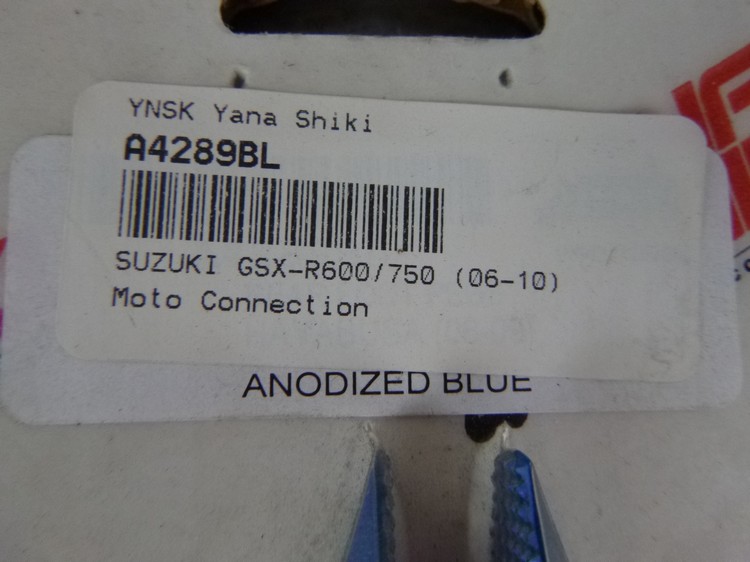 YNSK Yana Shiki
A4289BL
SUZUKI GSX-R600/750 (06-10)
Moto Connection
ANODIZED BLUE